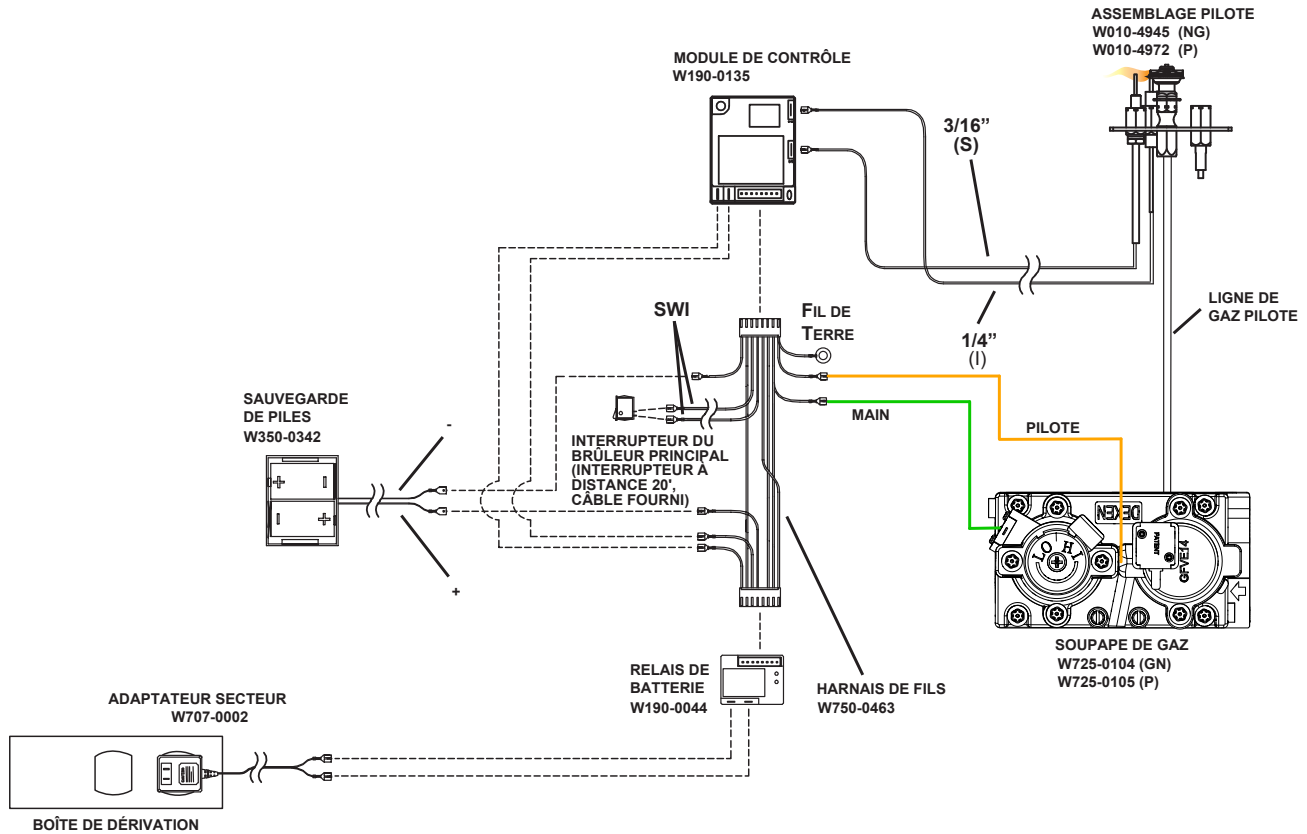 ASSEMBLAGE PILOTE
W010-4945 (NG)
W010-4972 (P)
MODULE DE CONTRÔLE
W190-0135
3/16”
(S)
LIGNE DE
GAZ PILOTE
1/4”
(I)
SWI
FIL DE
TERRE
MAIN
PILOTE
SAUVEGARDE
DE PILES
W350-0342
-
+
+ -
- +
INTERRUPTEUR DU
BRÛLEUR PRINCIPAL
(INTERRUPTEUR À
DISTANCE 20',
CÂBLE FOURNI)
DEXEN
LO HI
PATENT
GFVE14
SOUPAPE DE GAZ
W725-0104 (GN)
W725-0105 (P)
RELAIS DE
BATTERIE
W190-0044
HARNAIS DE FILS
W750-0463
ADAPTATEUR SECTEUR
W707-0002
BOÎTE DE DÉRIVATION